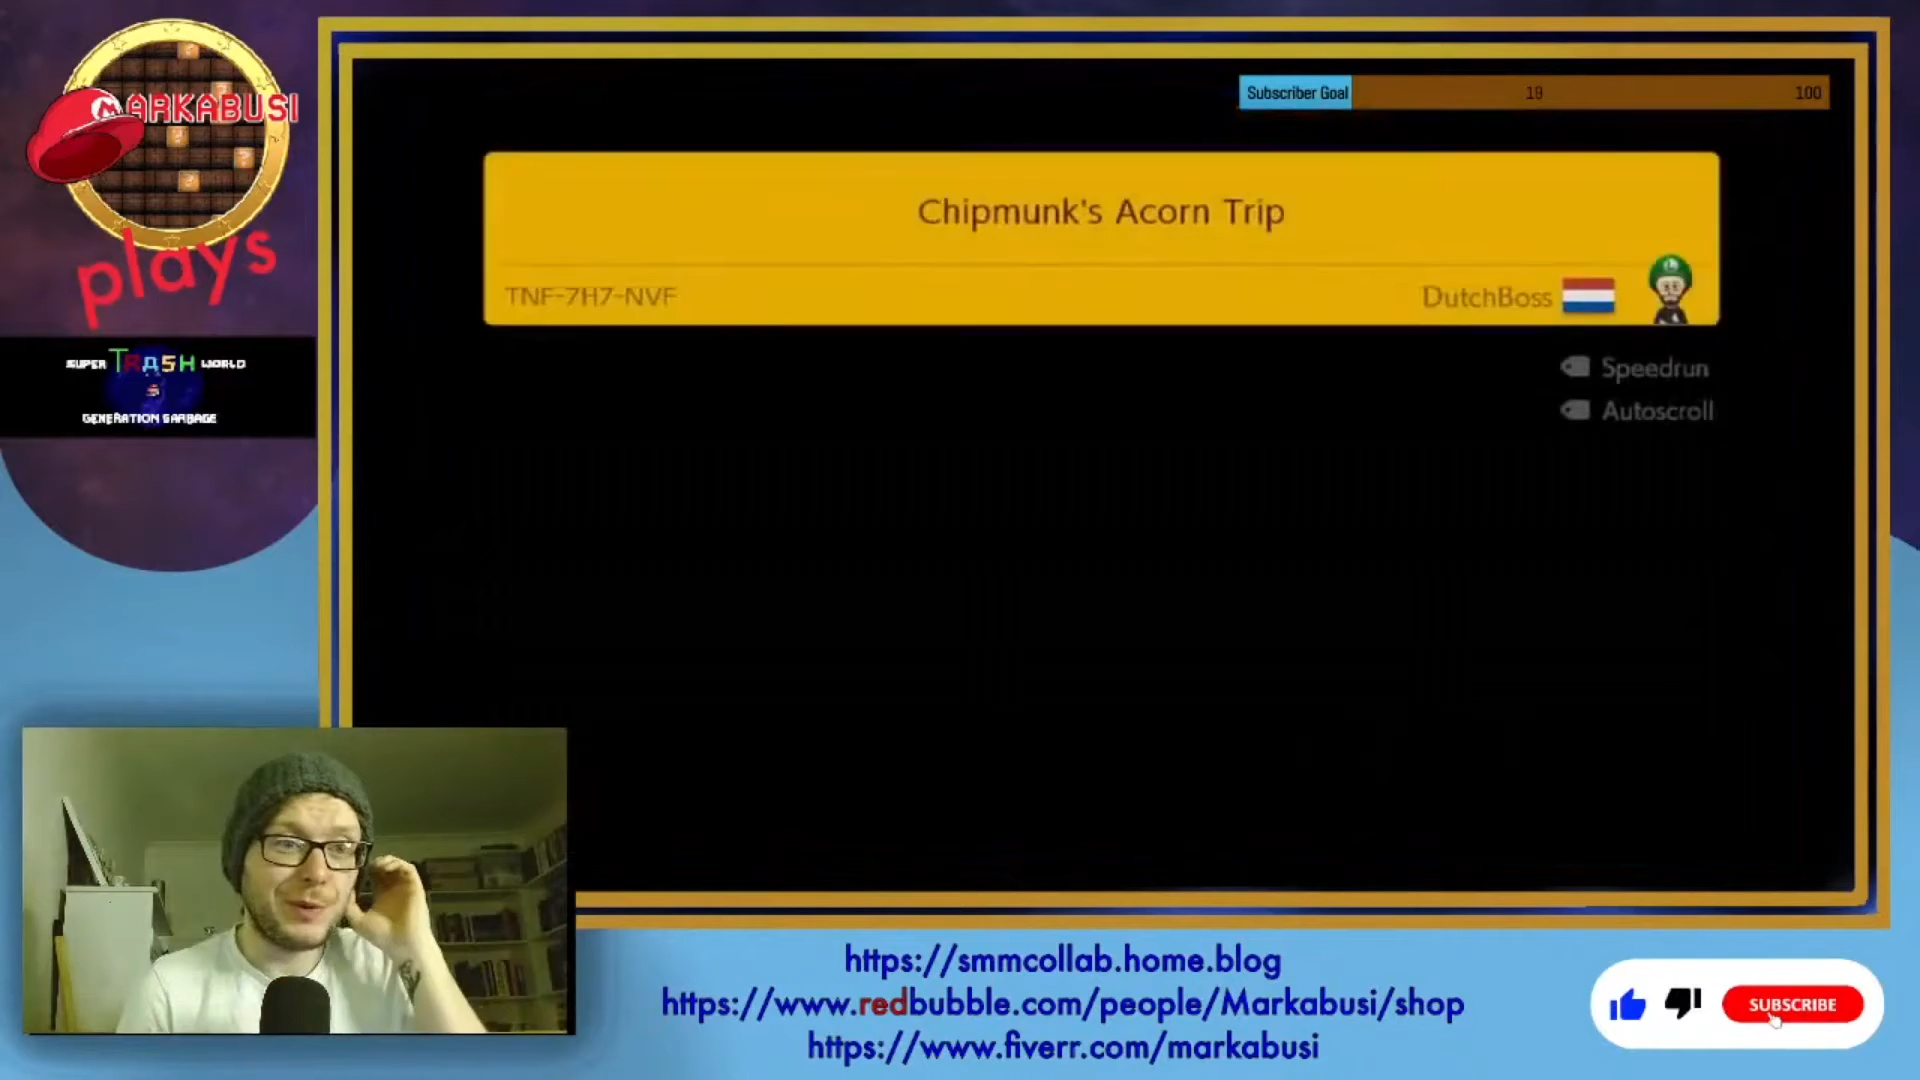 MARKABUSI
plays
SUPER TRASH WORLD
5
GENERATION GARBAGE
Subscriber Goal 19 100
Chipmunk's Acorn Trip
TNF-7H7-NVF DutchBoss
Speedrun
Autoscroll
https://smmcollab.home.blog
https://www.redbubble.com/people/Markabusi/shop
https://www.fiverr.com/markabusi
SUBSCRIBE